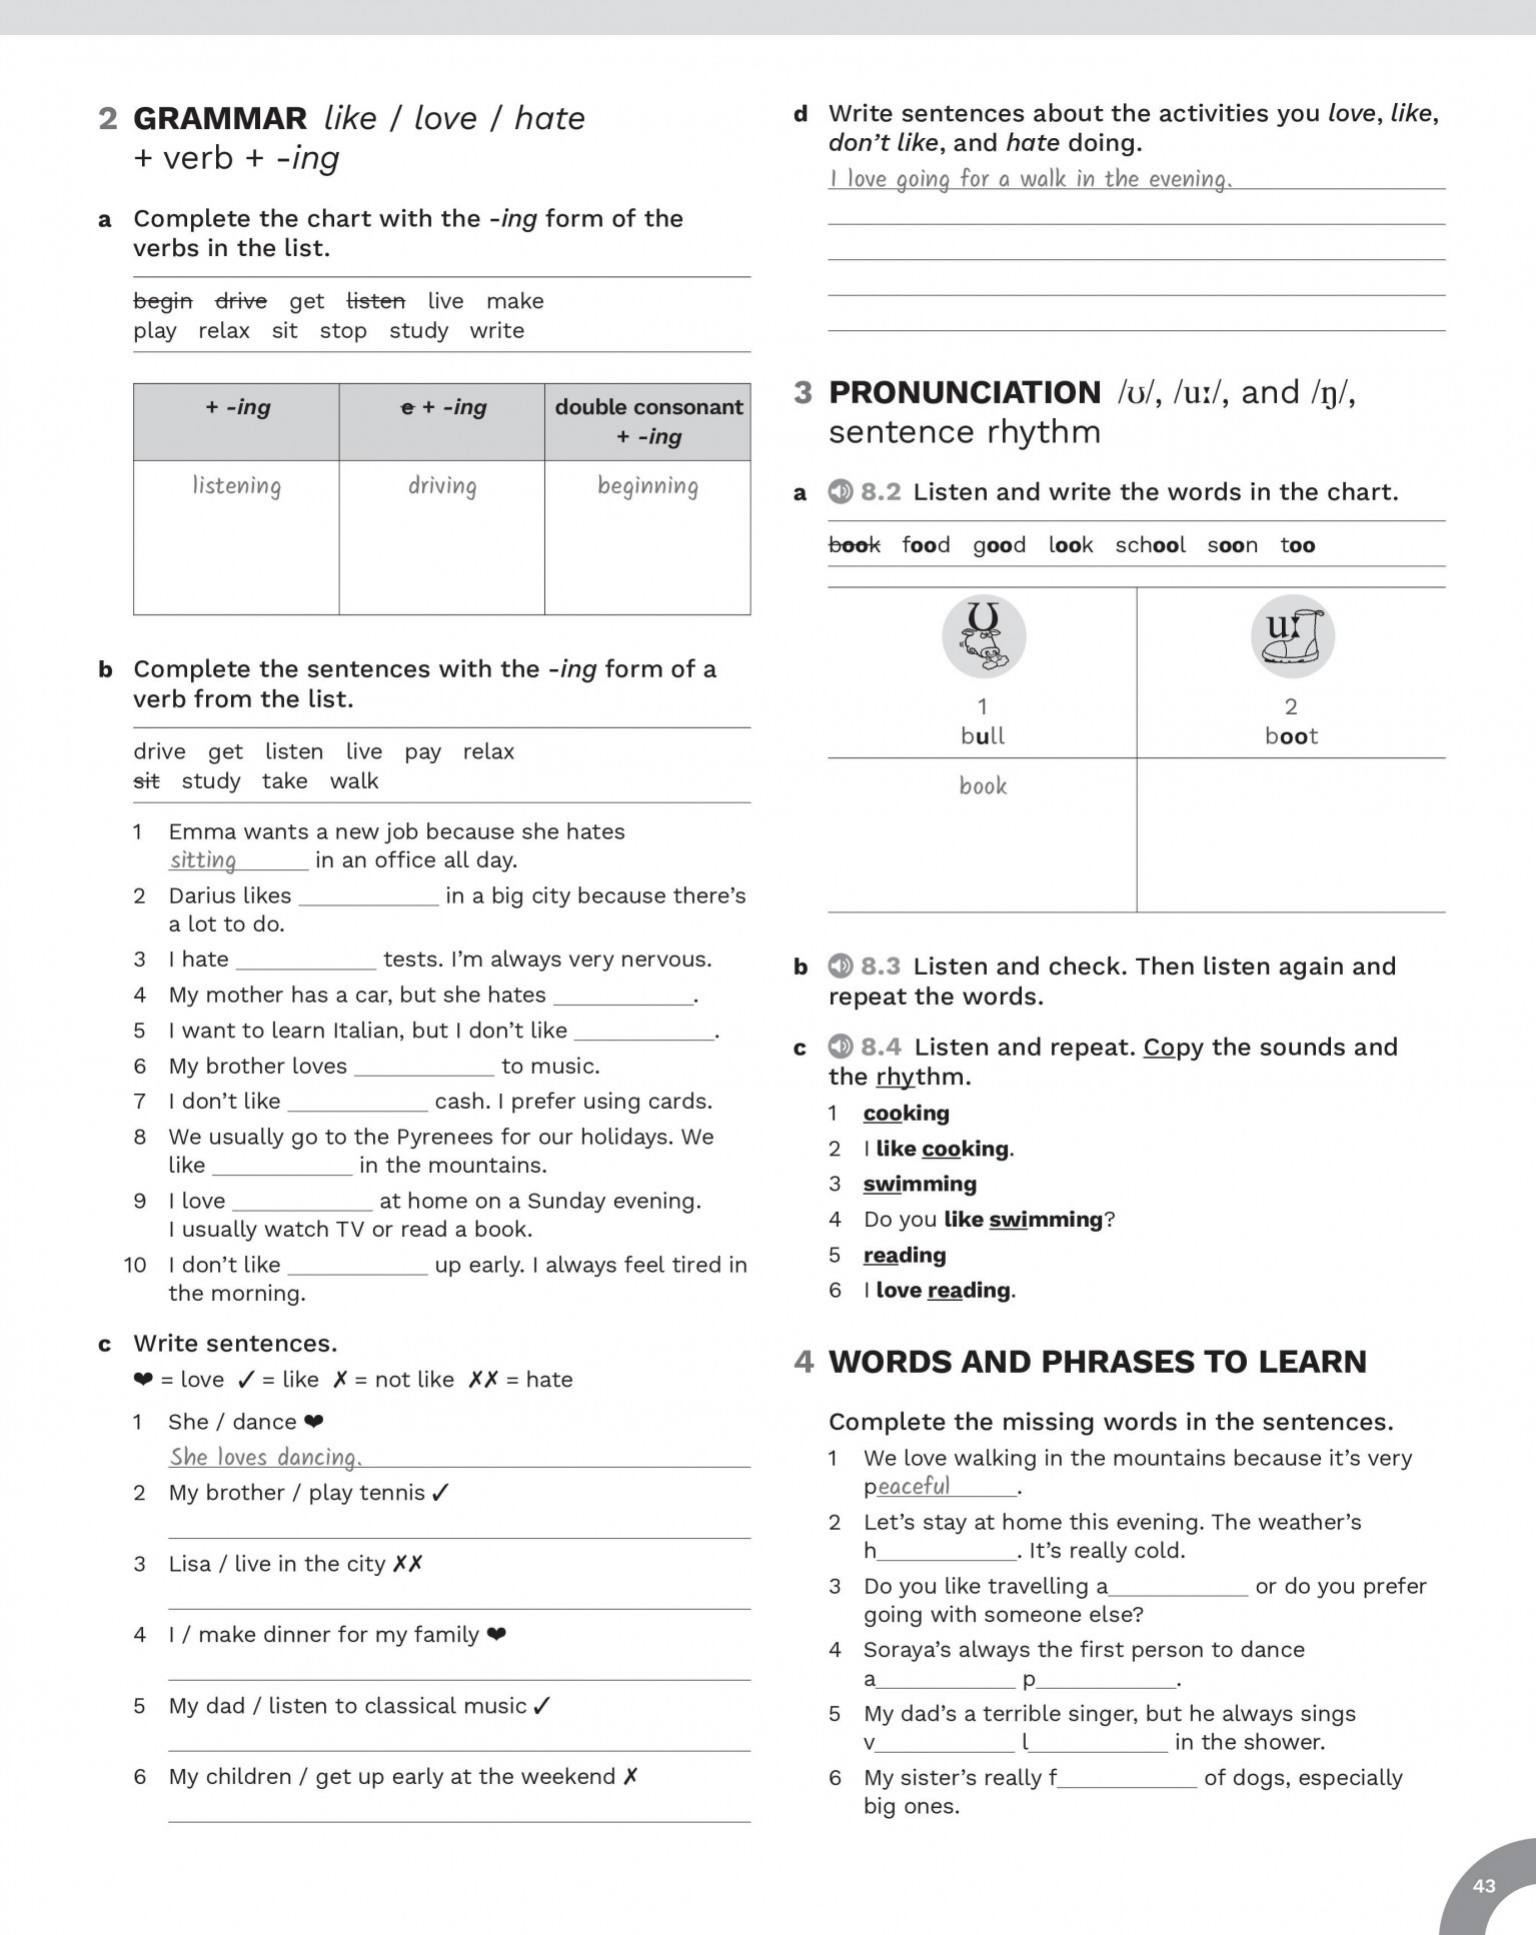 2 GRAMMAR like / love / hate
+ verb + -ing
a Complete the chart with the -ing form of the
verbs in the list.
begin drive get listen live make
play relax sit stop study write
+ -ing e + -ing double consonant
+ -ing
listening driving beginning
b Complete the sentences with the -ing form of a
verb from the list.
drive get listen live pay relax
sit study take walk
1 Emma wants a new job because she hates
sitting______ in an office all day.
2 Darius likes ____________ in a big city because there's
a lot to do.
3 I hate ____________ tests. I'm always very nervous.
4 My mother has a car, but she hates ____________.
5 I want to learn Italian, but I don't like ____________.
6 My brother loves ____________ to music.
7 I don't like ____________ cash. I prefer using cards.
8 We usually go to the Pyrenees for our holidays. We
like ____________ in the mountains.
9 I love ____________ at home on a Sunday evening.
I usually watch TV or read a book.
10 I don't like ____________ up early. I always feel tired in
the morning.
c Write sentences.
❤ = love ✓ = like ✗ = not like ✗✗ = hate
1 She / dance ❤
She loves dancing.
2 My brother / play tennis ✓
3 Lisa / live in the city ✗✗
4 I / make dinner for my family ❤
5 My dad / listen to classical music ✓
6 My children / get up early at the weekend ✗
d Write sentences about the activities you love, like,
don't like, and hate doing.
I love going for a walk in the evening.
3 PRONUNCIATION /ʊ/, /uː/, and /ŋ/,
sentence rhythm
a 8.2 Listen and write the words in the chart.
book food good look school soon too
ʊ uː
1 2
bull boot
book
b 8.3 Listen and check. Then listen again and
repeat the words.
c 8.4 Listen and repeat. Copy the sounds and
the rhythm.
1 cooking
2 I like cooking.
3 swimming
4 Do you like swimming?
5 reading
6 I love reading.
4 WORDS AND PHRASES TO LEARN
Complete the missing words in the sentences.
1 We love walking in the mountains because it's very
peaceful______.
2 Let's stay at home this evening. The weather's
h____________. It's really cold.
3 Do you like travelling a____________ or do you prefer
going with someone else?
4 Soraya's always the first person to dance
a____________ p____________.
5 My dad's a terrible singer, but he always sings
v____________ l____________ in the shower.
6 My sister's really f____________ of dogs, especially
big ones.
43